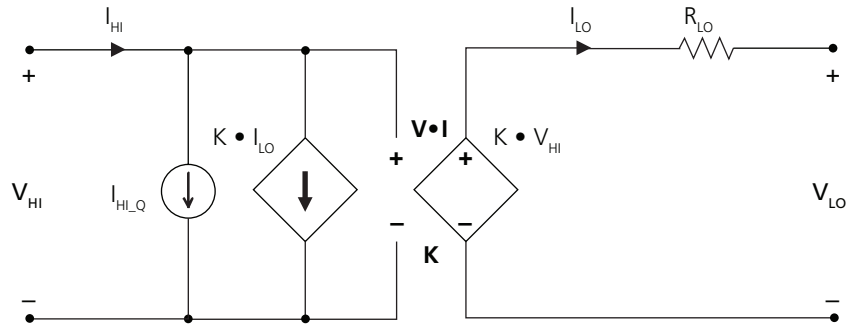 I_HI
I_LO
R_LO
+
+
K • I_LO
V•I
K • V_HI
+
+
V_HI
I_HI_Q
V_LO
–
–
K
–
–